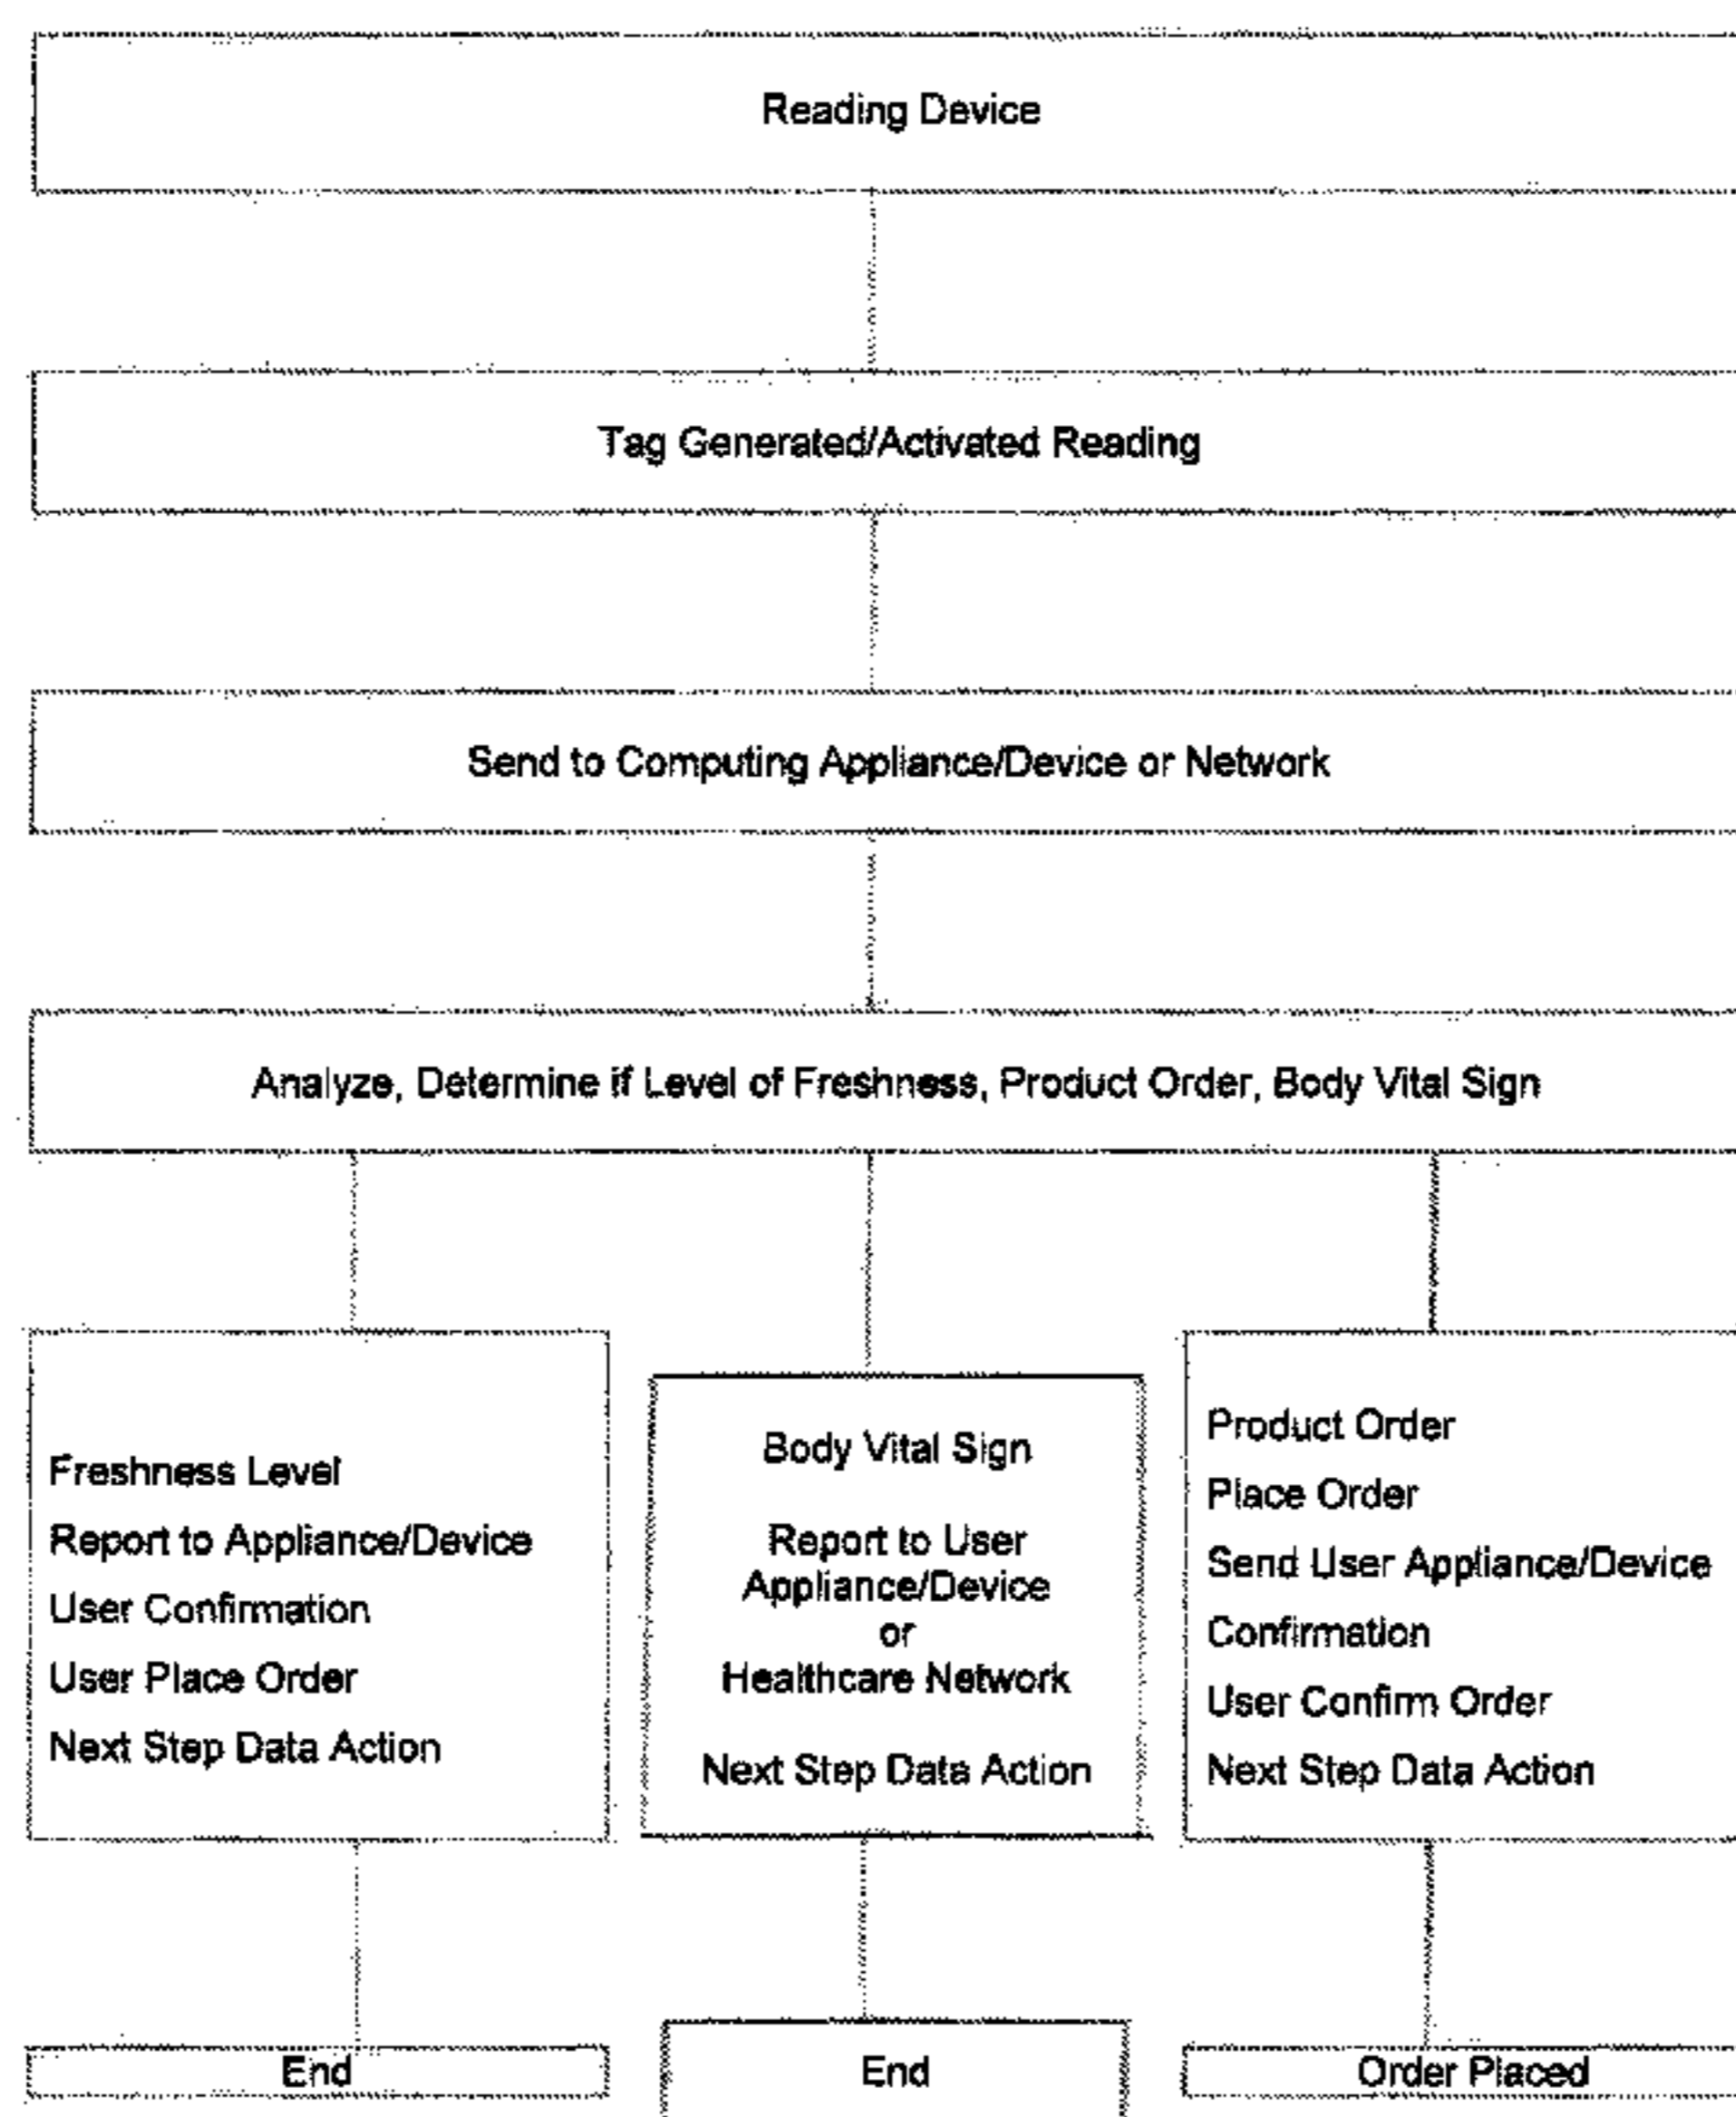 Reading Device
Tag Generated/Activated Reading
Send to Computing Appliance/Device or Network
Analyze, Determine if Level of Freshness, Product Order, Body Vital Sign
Freshness Level
Report to Appliance/Device
User Confirmation
User Place Order
Next Step Data Action
Body Vital Sign
Report to User
Appliance/Device
or
Healthcare Network
Next Step Data Action
Product Order
Place Order
Send User Appliance/Device
Confirmation
User Confirm Order
Next Step Data Action
End
End
Order Placed